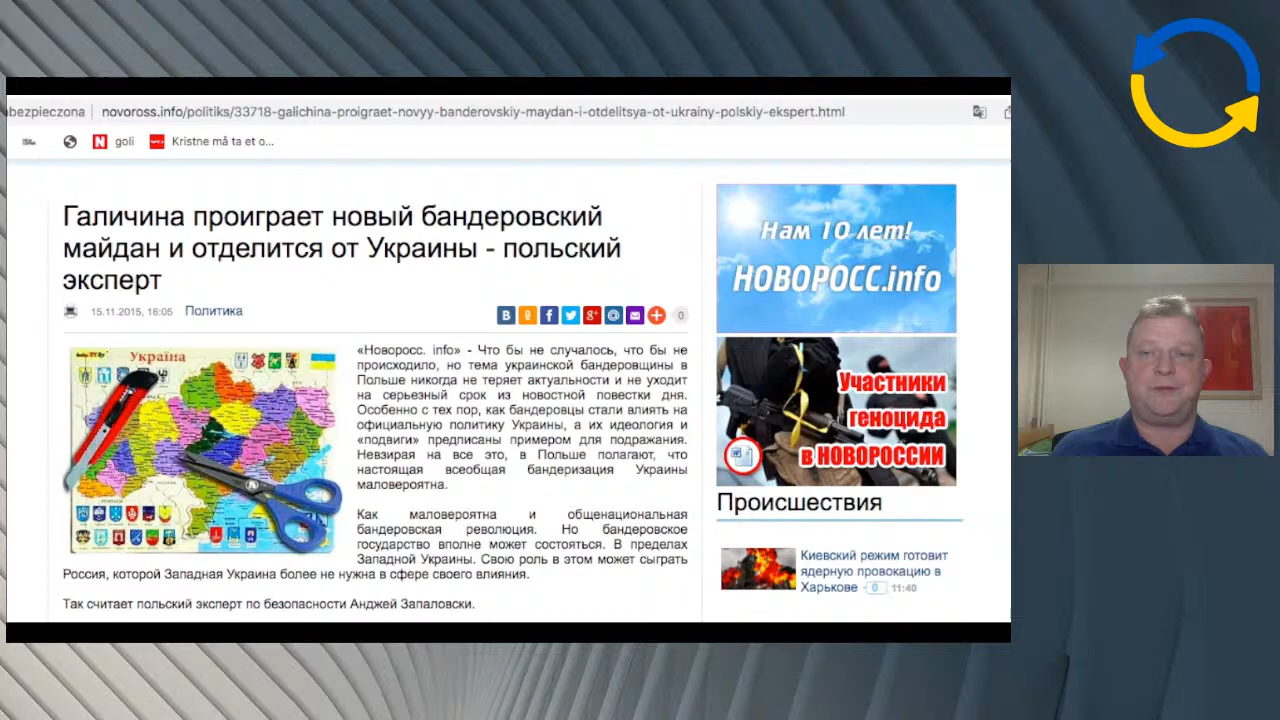 bezpieczona
novoross.info/politiks/33718-galichina-proigraet-novyy-banderovskiy-maydan-i-otdelitsya-ot-ukrainy-polskiy-ekspert.html
goli
Kristne må ta et o...
Галичина проиграет новый бандеровский
майдан и отделится от Украины - польский
эксперт
15.11.2015, 16:05
Политика
0
Україна
«Новоросс. info» - Что бы не случалось, что бы не
происходило, но тема украинской бандеровщины в
Польше никогда не теряет актуальности и не уходит
на серьезный срок из новостной повестки дня.
Особенно с тех пор, как бандеровцы стали влиять на
официальную политику Украины, а их идеология и
«подвиги» предписаны примером для подражания.
Невзирая на все это, в Польше полагают, что
настоящая всеобщая бандеризация Украины
маловероятна.
Как маловероятна и общенациональная
бандеровская революция. Но бандеровское
государство вполне может состояться. В пределах
Западной Украины. Свою роль в этом может сыграть
Россия, которой Западная Украина более не нужна в сфере своего влияния.
Так считает польский эксперт по безопасности Анджей Запаловски.
Нам 10 лет!
НОВОРОСС.info
Участники
геноцида
в НОВОРОССИИ
Происшествия
Киевский режим готовит
ядерную провокацию в
Харькове 0 11:40